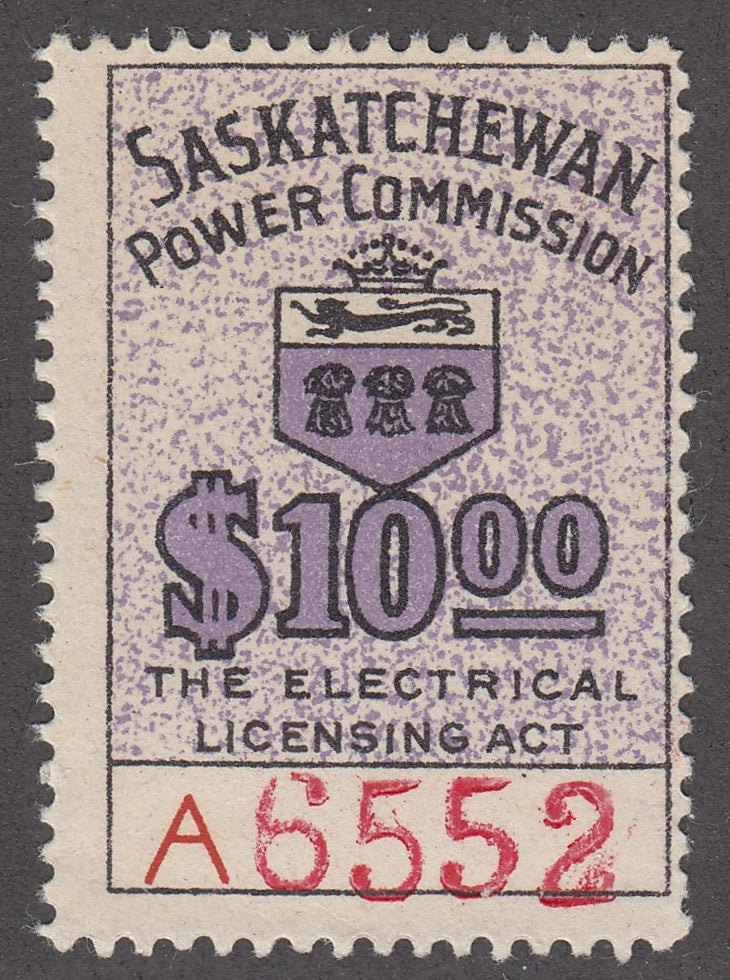 SASKATCHEWAN
POWER COMMISSION
$10 00
THE ELECTRICAL
LICENSING ACT
A 6552